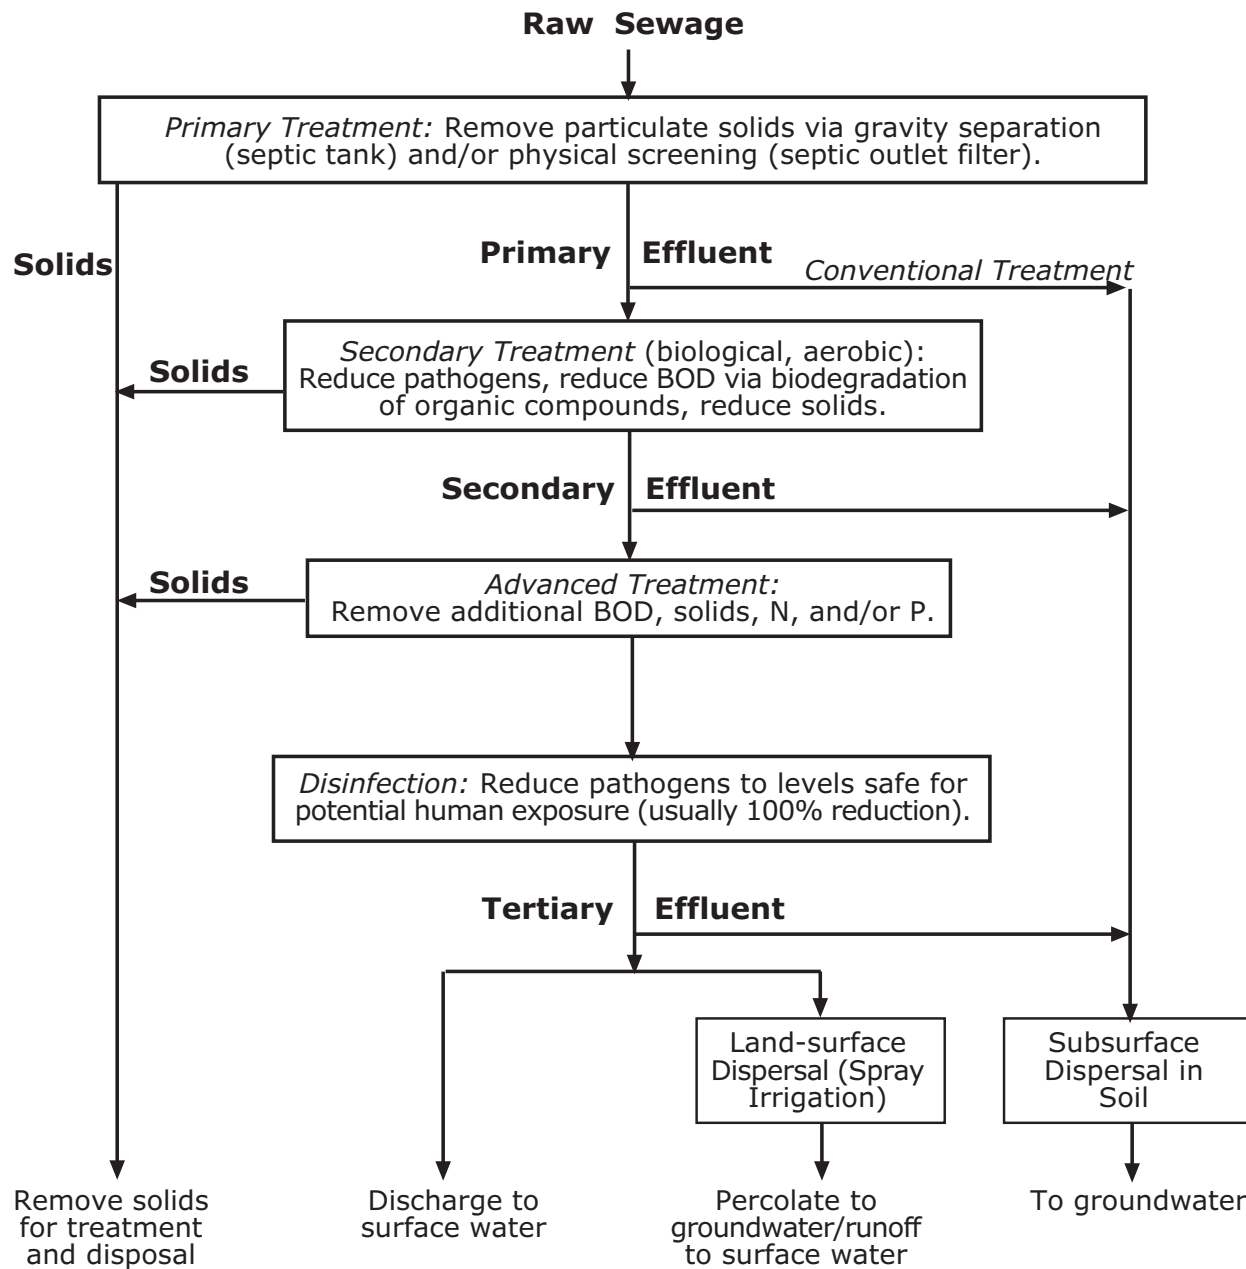 Raw Sewage
Primary Treatment: Remove particulate solids via gravity separation
(septic tank) and/or physical screening (septic outlet filter).
Solids
Primary Effluent
Conventional Treatment
Secondary Treatment (biological, aerobic):
Reduce pathogens, reduce BOD via biodegradation
of organic compounds, reduce solids.
Solids
Secondary Effluent
Advanced Treatment:
Remove additional BOD, solids, N, and/or P.
Solids
Disinfection: Reduce pathogens to levels safe for
potential human exposure (usually 100% reduction).
Tertiary Effluent
Land-surface
Dispersal (Spray
Irrigation)
Subsurface
Dispersal in
Soil
Remove solids
for treatment
and disposal
Discharge to
surface water
Percolate to
groundwater/runoff
to surface water
To groundwater